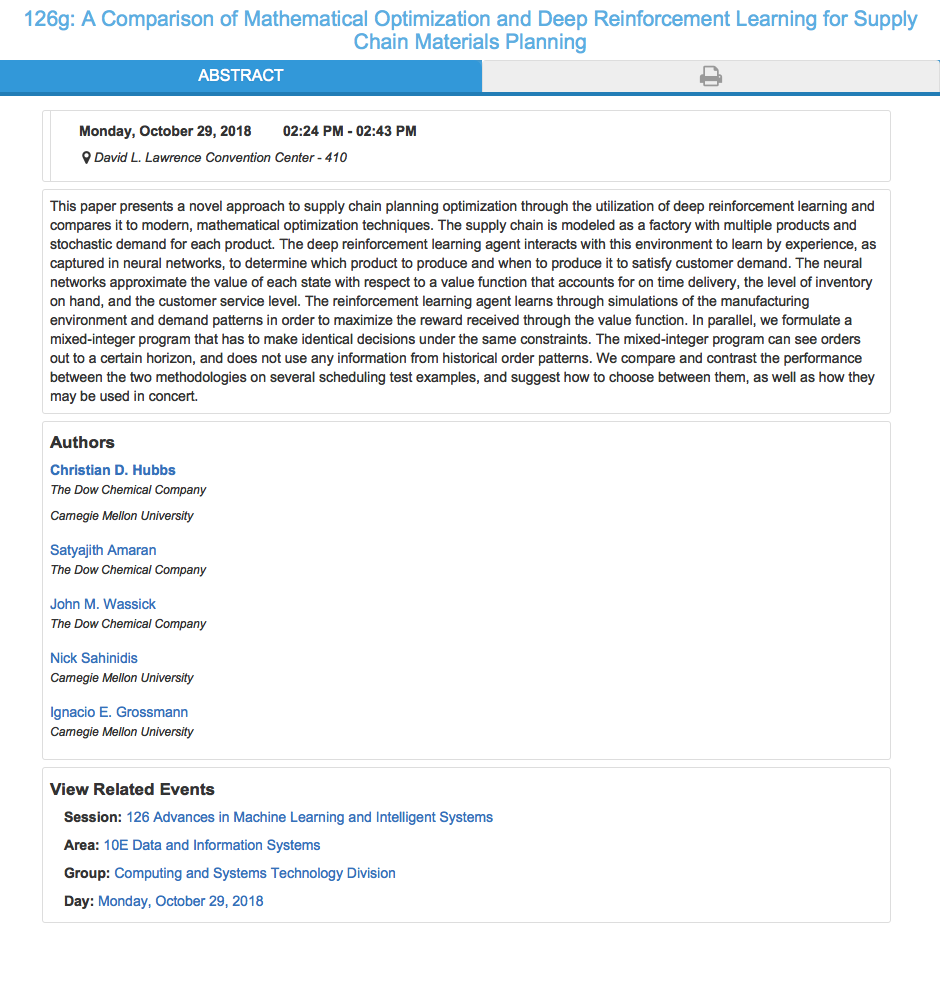 126g: A Comparison of Mathematical Optimization and Deep Reinforcement Learning for Supply
Chain Materials Planning
ABSTRACT
Monday, October 29, 2018 02:24 PM - 02:43 PM
David L. Lawrence Convention Center - 410
This paper presents a novel approach to supply chain planning optimization through the utilization of deep reinforcement learning and
compares it to modern, mathematical optimization techniques. The supply chain is modeled as a factory with multiple products and
stochastic demand for each product. The deep reinforcement learning agent interacts with this environment to learn by experience, as
captured in neural networks, to determine which product to produce and when to produce it to satisfy customer demand. The neural
networks approximate the value of each state with respect to a value function that accounts for on time delivery, the level of inventory
on hand, and the customer service level. The reinforcement learning agent learns through simulations of the manufacturing
environment and demand patterns in order to maximize the reward received through the value function. In parallel, we formulate a
mixed-integer program that has to make identical decisions under the same constraints. The mixed-integer program can see orders
out to a certain horizon, and does not use any information from historical order patterns. We compare and contrast the performance
between the two methodologies on several scheduling test examples, and suggest how to choose between them, as well as how they
may be used in concert.
Authors
Christian D. Hubbs
The Dow Chemical Company
Carnegie Mellon University
Satyajith Amaran
The Dow Chemical Company
John M. Wassick
The Dow Chemical Company
Nick Sahinidis
Carnegie Mellon University
Ignacio E. Grossmann
Carnegie Mellon University
View Related Events
Session: 126 Advances in Machine Learning and Intelligent Systems
Area: 10E Data and Information Systems
Group: Computing and Systems Technology Division
Day: Monday, October 29, 2018